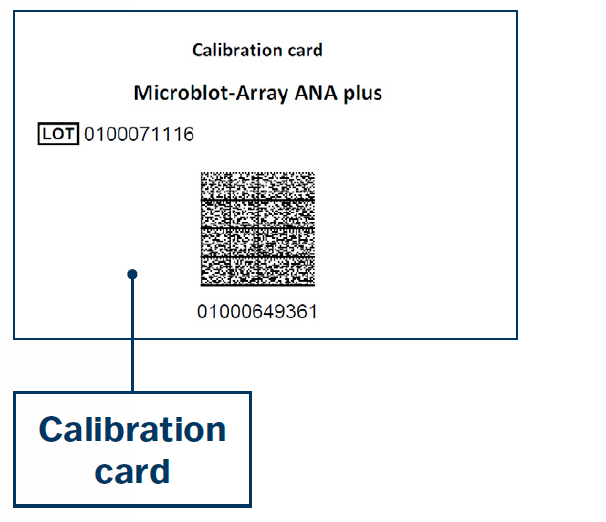 Calibration card
Microblot-Array ANA plus
LOT 0100071116
01000649361
Calibration
card